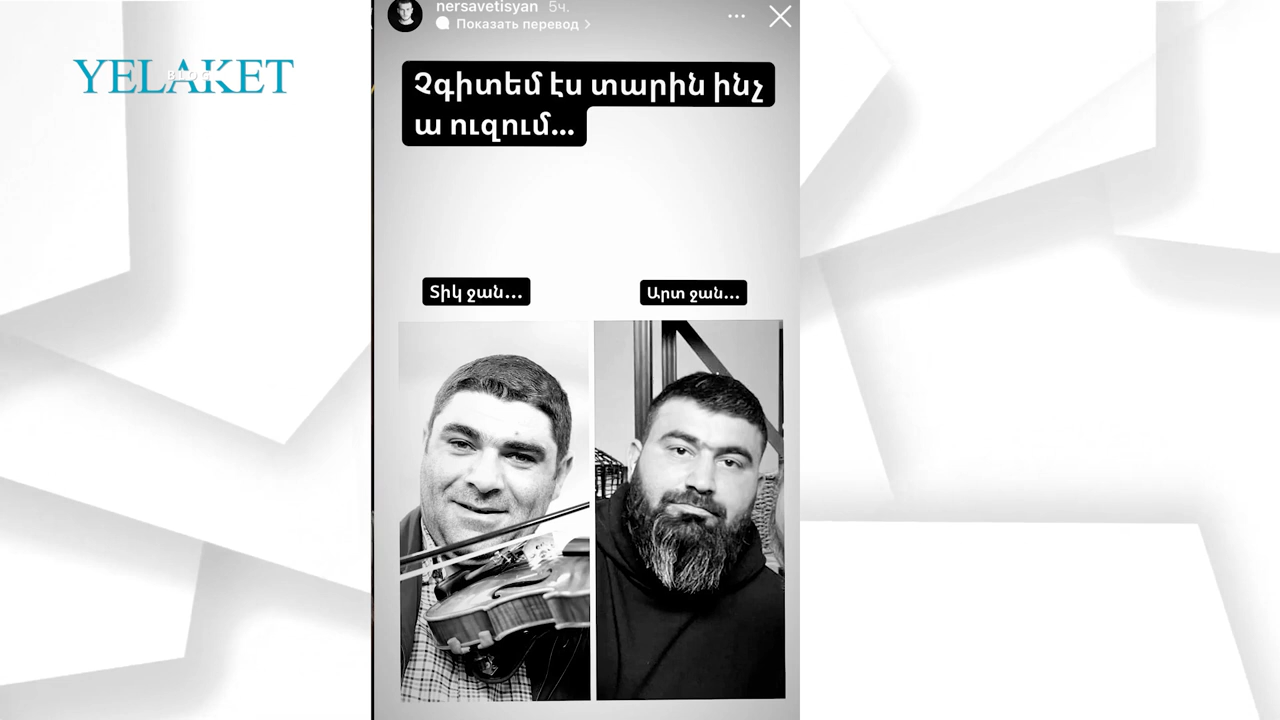 nersavetisyan 5ч.
Показать перевод
YELAKET
BLOG
Չգիտեմ էս տարին ինչ
ա ուզում...
Տիկ ջան...
Արտ ջան...